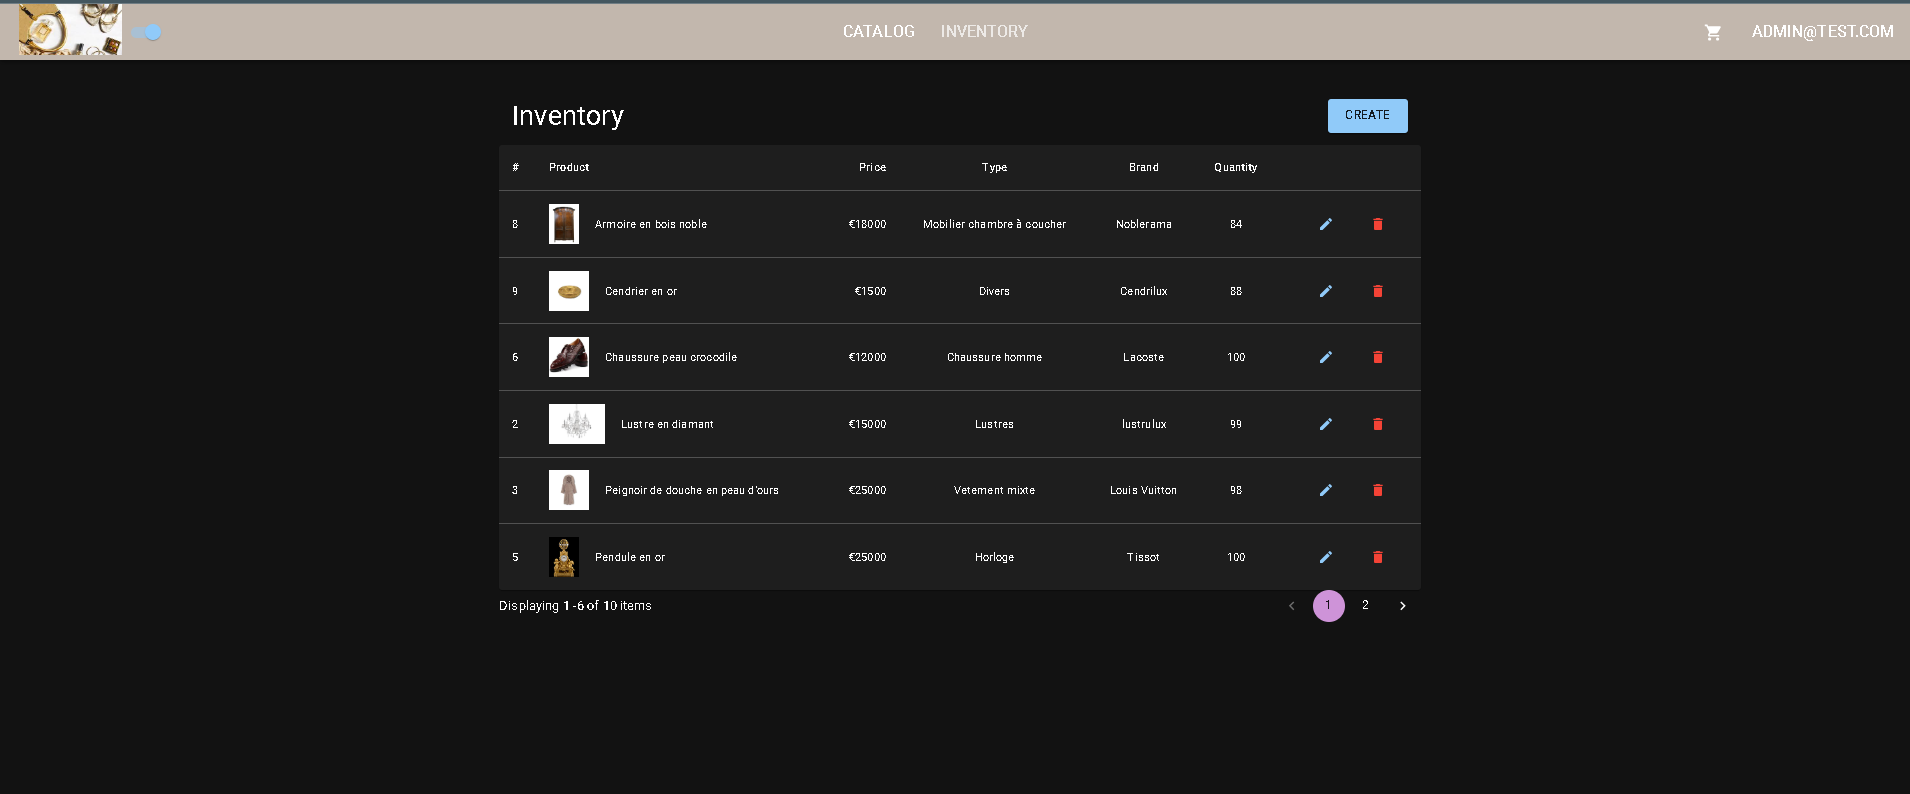 CATALOG INVENTORY ADMIN@TEST.COM
Inventory CREATE
# Product Price Type Brand Quantity
8 Armoire en bois noble €18000 Mobilier chambre à coucher Noblerama 84
9 Cendrier en or €1500 Divers Cendrilux 88
6 Chaussure peau crocodile €12000 Chaussure homme Lacoste 100
2 Lustre en diamant €15000 Lustres lustrulux 99
3 Peignoir de douche en peau d'ours €25000 Vetement mixte Louis Vuitton 98
5 Pendule en or €25000 Horloge Tissot 100
Displaying 1 -6 of 10 items 1 2